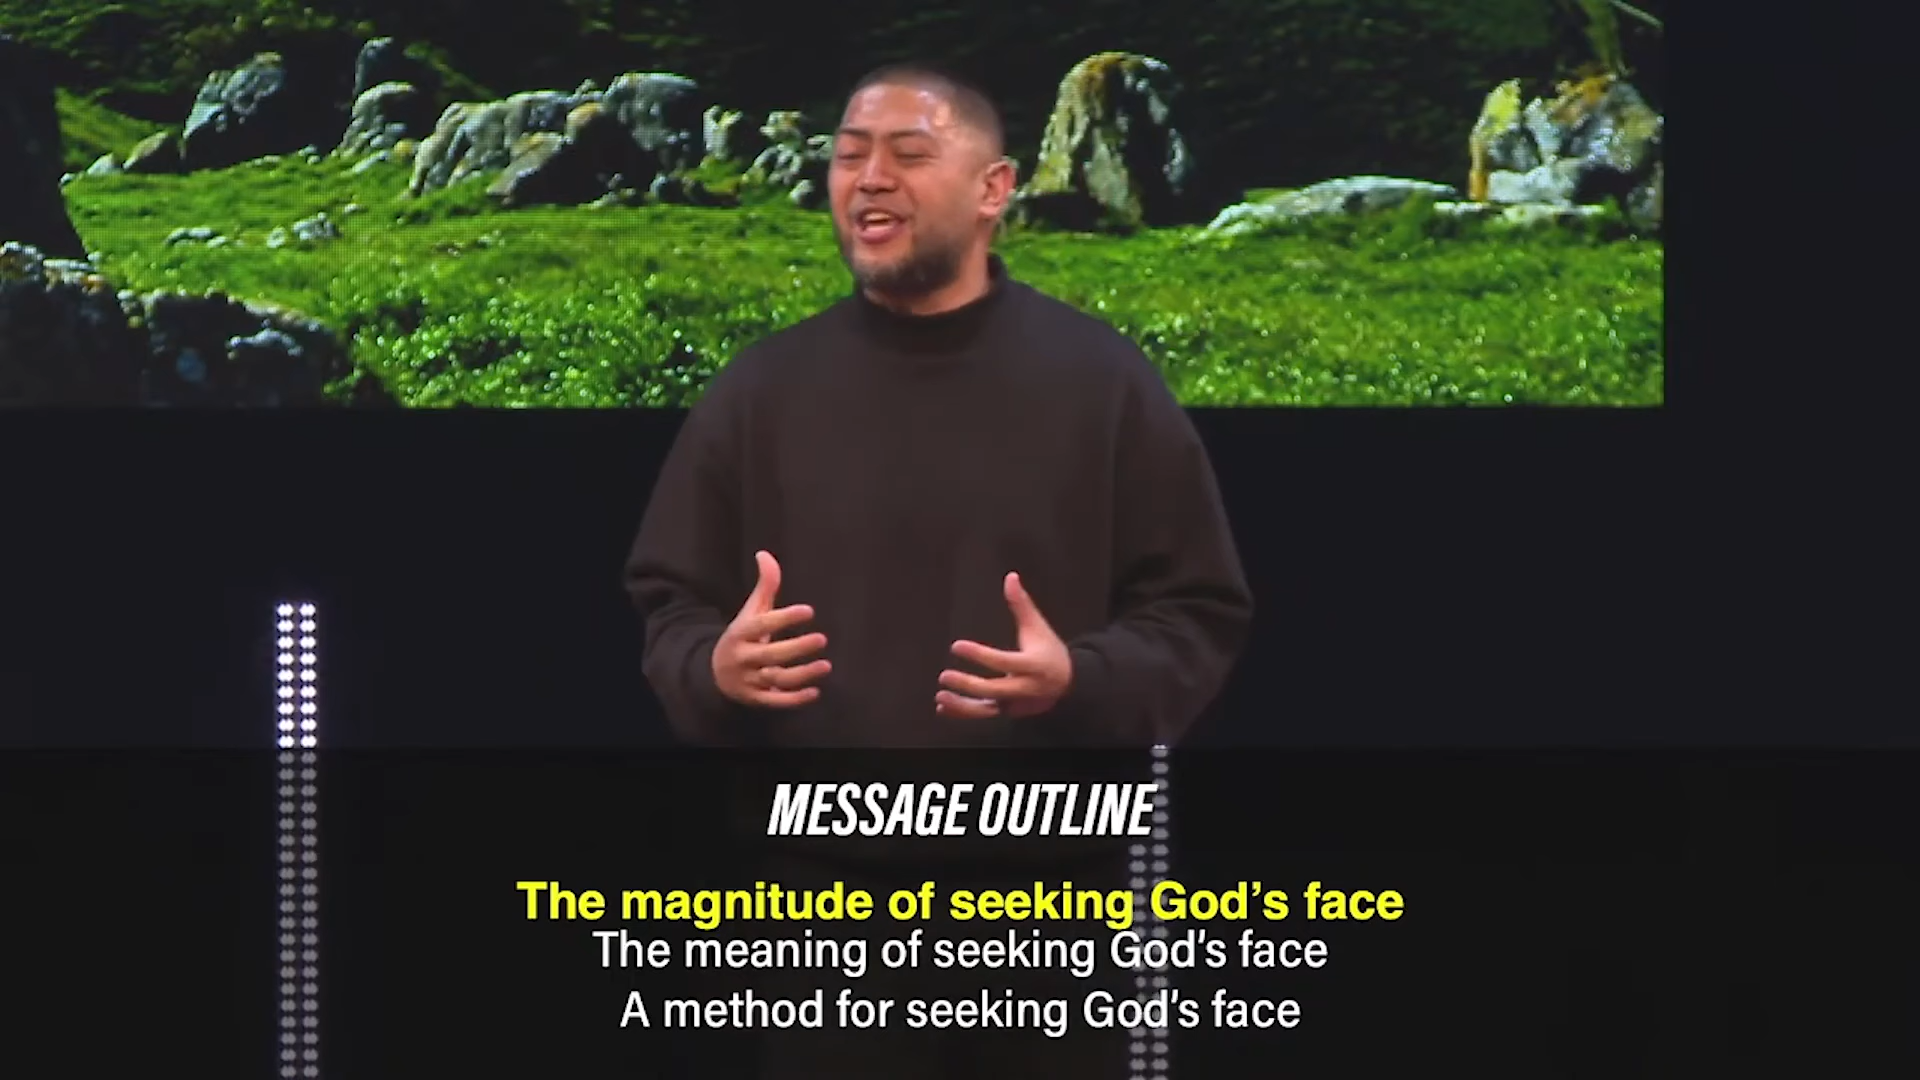 MESSAGE OUTLINE
The magnitude of seeking God's face
The meaning of seeking God's face
A method for seeking God's face